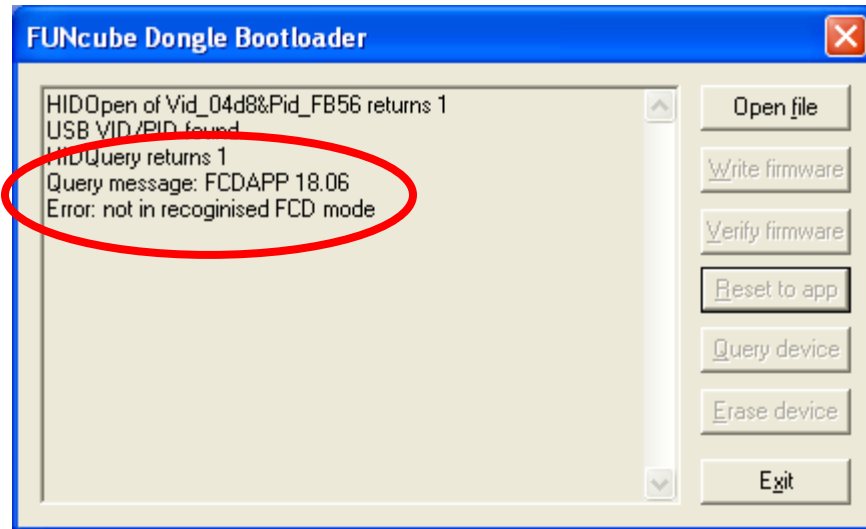 FUNcube Dongle Bootloader
HIDOpen of Vid_04d8&Pid_FB56 returns 1
USB VID/PID found
HIDQuery returns 1
Query message: FCDAPP 18.06
Error: not in recoginised FCD mode
Open file
Write firmware
Verify firmware
Reset to app
Query device
Erase device
Exit